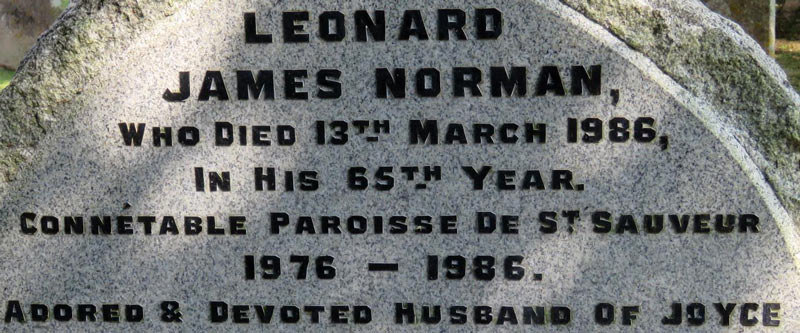 LEONARD
JAMES NORMAN,
WHO DIED 13TH MARCH 1986,
IN HIS 65TH YEAR.
CONNÉTABLE PAROISSE DE ST SAUVEUR
1976 — 1986.
ADORED & DEVOTED HUSBAND OF JOYCE